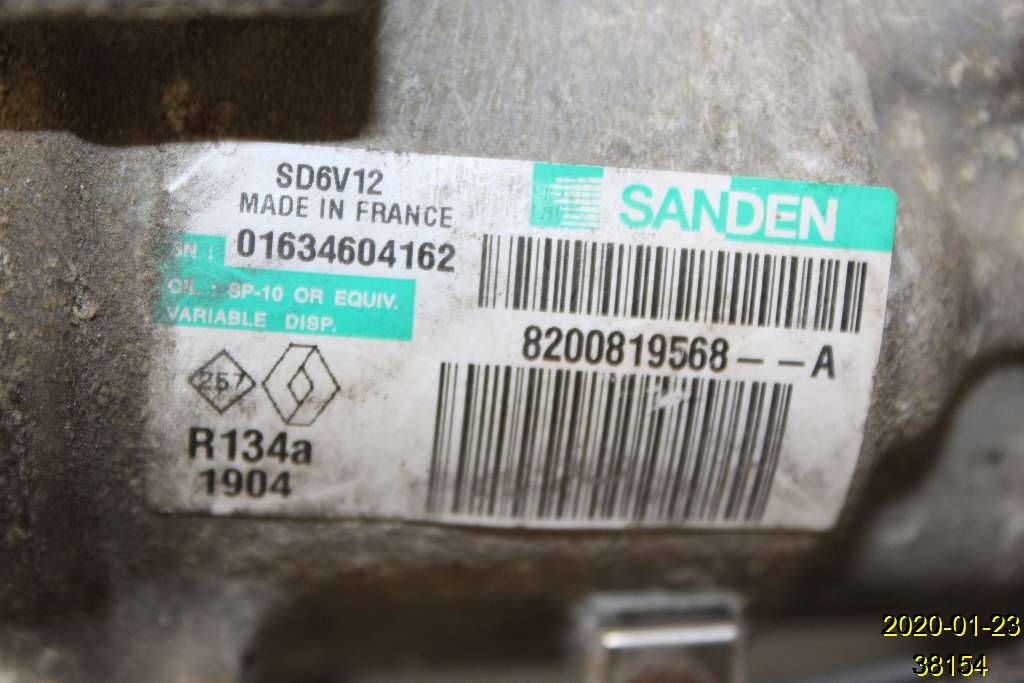 SD6V12
MADE IN FRANCE
SANDEN
SN : 01634604162
OIL : SP-10 OR EQUIV.
VARIABLE DISP.
8200819568--A
257
R134a
1904
2020-01-23
38154